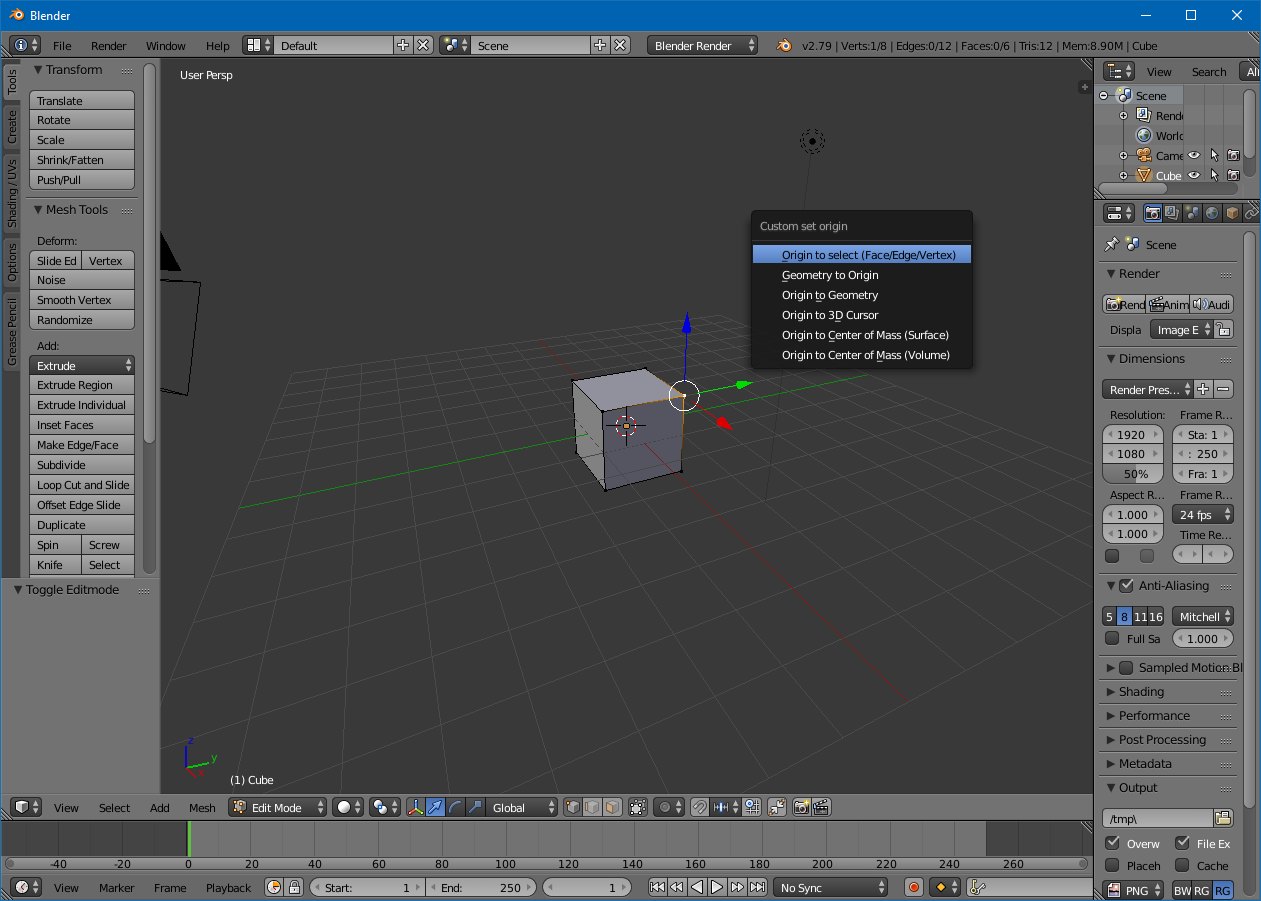 Blender
File Render Window Help Default Scene Blender Render v2.79 | Verts:1/8 | Edges:0/12 | Faces:0/6 | Tris:12 | Mem:8.90M | Cube
Tools
Create
Shading / UVs
Options
Grease Pencil
Transform
Translate
Rotate
Scale
Shrink/Fatten
Push/Pull
Mesh Tools
Deform:
Slide Ed Vertex
Noise
Smooth Vertex
Randomize
Add:
Extrude
Extrude Region
Extrude Individual
Inset Faces
Make Edge/Face
Subdivide
Loop Cut and Slide
Offset Edge Slide
Duplicate
Spin Screw
Knife Select
Toggle Editmode
User Persp
Custom set origin
Origin to select (Face/Edge/Vertex)
Geometry to Origin
Origin to Geometry
Origin to 3D Cursor
Origin to Center of Mass (Surface)
Origin to Center of Mass (Volume)
z
y
x
(1) Cube
View Select Add Mesh Edit Mode Global
-40 -20 0 20 40 60 80 100 120 140 160 180 200 220 240 260
View Marker Frame Playback Start: 1 End: 250 1 No Sync
View Search Al
Scene
Rende
World
Came
Cube
Scene
Render
Rend Anim Audi
Displa Image E
Dimensions
Render Pres...
Resolution: Frame R...
1920 Sta: 1
1080 : 250
50% Fra: 1
Aspect R... Frame R...
1.000 24 fps
1.000 Time Re...
Anti-Aliasing
5 8 11 16 Mitchell
Full Sa 1.000
Sampled Motion Bl
Shading
Performance
Post Processing
Metadata
Output
/tmp\
Overw File Ex
Placeh Cache
PNG BW RG RG